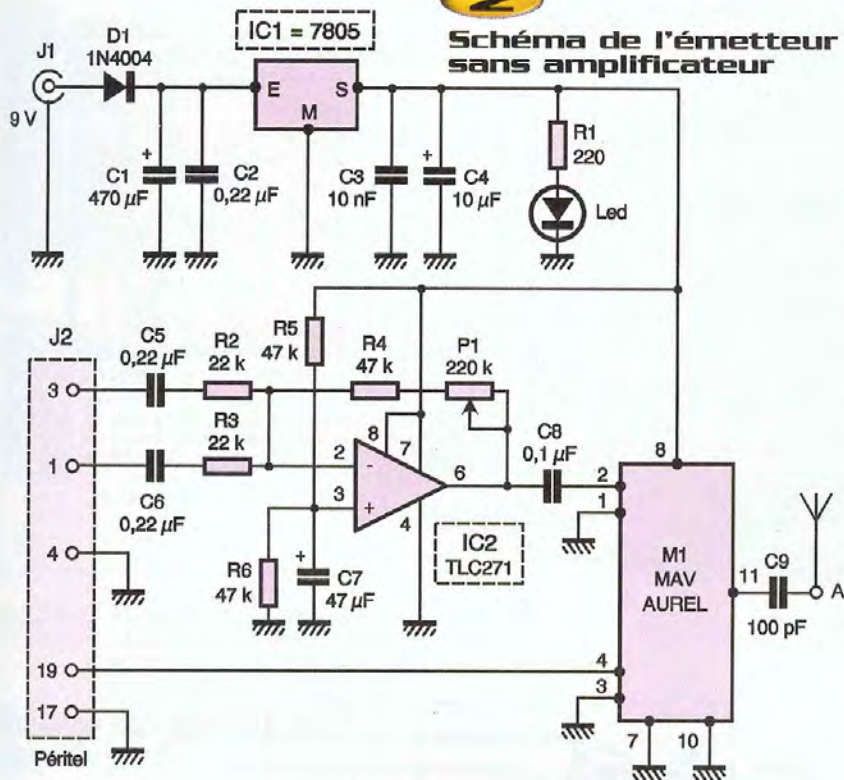 2
Schéma de l'émetteur
sans amplificateur
IC1 = 7805
J1
D1
1N4004
9 V
E
S
M
C1
470 µF
+
C2
0,22 µF
C3
10 nF
+
C4
10 µF
R1
220
Led
J2
C5
0,22 µF
R2
22 k
R5
47 k
R4
47 k
P1
220 k
3
R3
22 k
8
7
C8
0,1 µF
8
1
2
-
6
2
C6
0,22 µF
3
+
4
1
4
R6
47 k
+
C7
47 µF
IC2
TLC271
M1
MAV
AUREL
11
C9
100 pF
A
19
4
3
17
7
10
Péritel